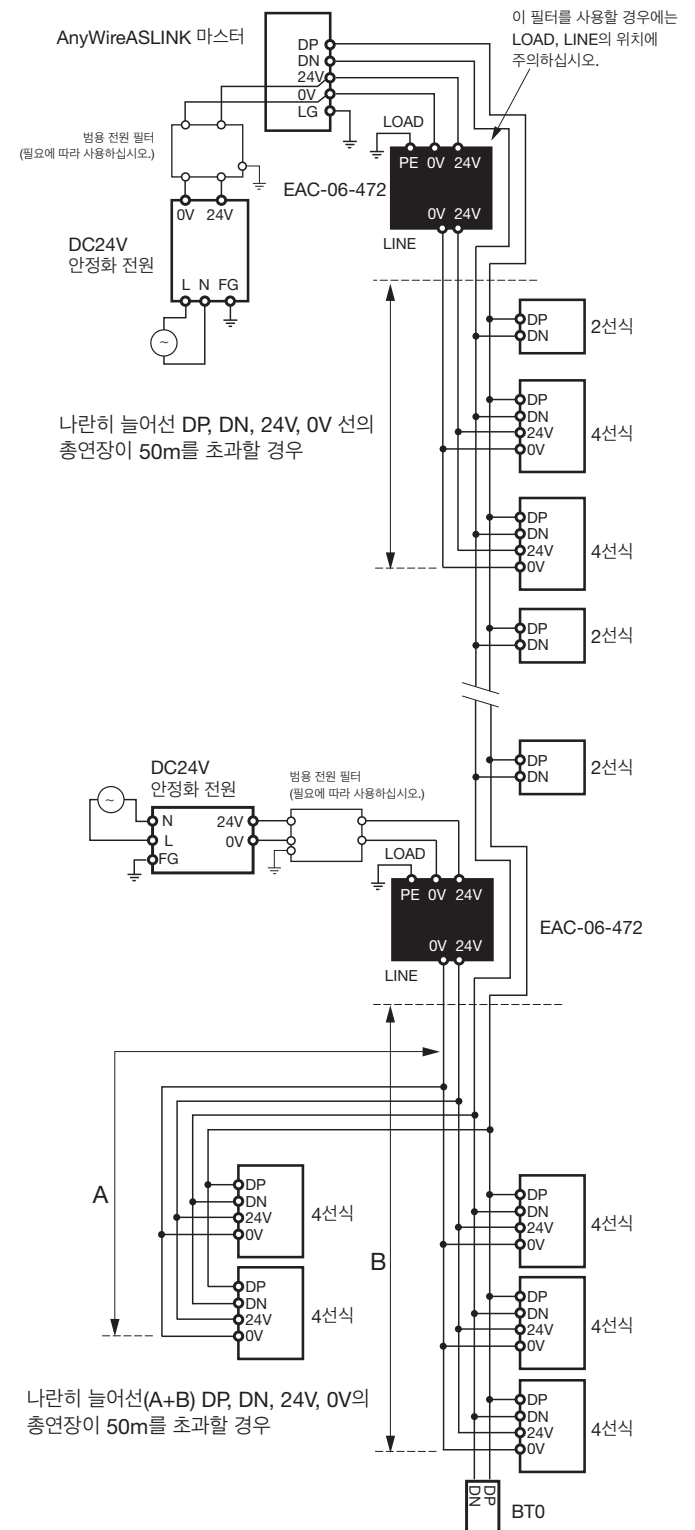 이 필터를 사용할 경우에는
LOAD, LINE의 위치에
주의하십시오.
AnyWireASLINK 마스터
DP
DN
24V
0V
LG
범용 전원 필터
(필요에 따라 사용하십시오.)
LOAD
PE 0V 24V
EAC-06-472
0V 24V
LINE
0V 24V
DC24V
안정화 전원
L N FG
~
DP
DN
2선식
나란히 늘어선 DP, DN, 24V, 0V 선의
총연장이 50m를 초과할 경우
DP
DN
24V
0V
4선식
DP
DN
24V
0V
4선식
DP
DN
2선식
DP
DN
2선식
DC24V
안정화 전원
범용 전원 필터
(필요에 따라 사용하십시오.)
~
N 24V
L 0V
FG
LOAD
PE 0V 24V
EAC-06-472
0V 24V
LINE
A
DP
DN
24V
0V
4선식
DP
DN
24V
0V
4선식
B
DP
DN
24V
0V
4선식
DP
DN
24V
0V
4선식
DP
DN
24V
0V
4선식
나란히 늘어선(A+B) DP, DN, 24V, 0V의
총연장이 50m를 초과할 경우
DP
DN
BT0